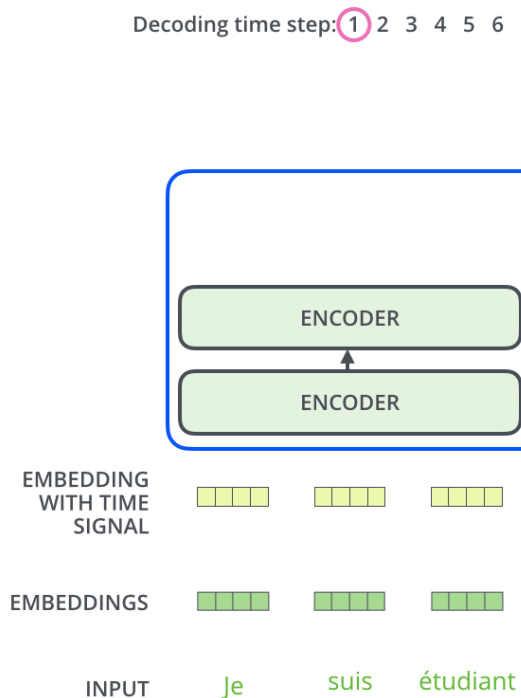 Decoding time step: 1 2 3 4 5 6
ENCODER
ENCODER
EMBEDDING
WITH TIME
SIGNAL
EMBEDDINGS
INPUT Je suis étudiant